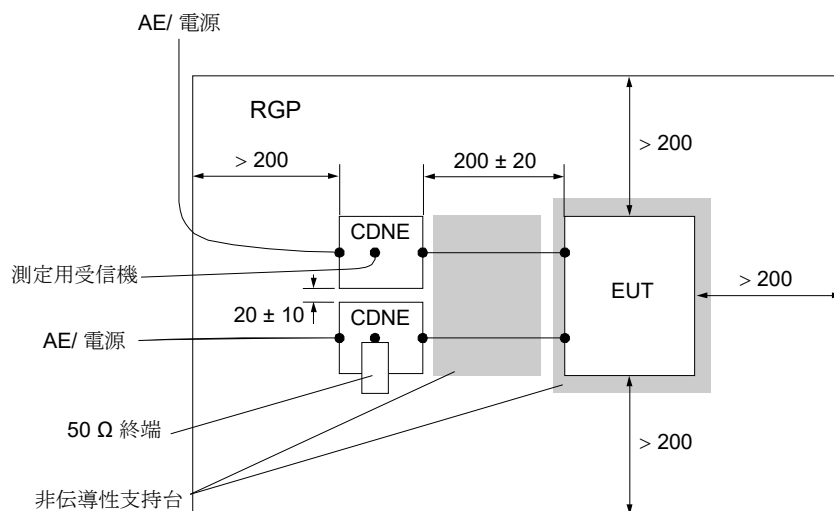 AE/ 電源
RGP
> 200
> 200
200 ± 20
CDNE
測定用受信機
EUT
> 200
20 ± 10
CDNE
AE/ 電源
50 Ω 終端
> 200
非伝導性支持台